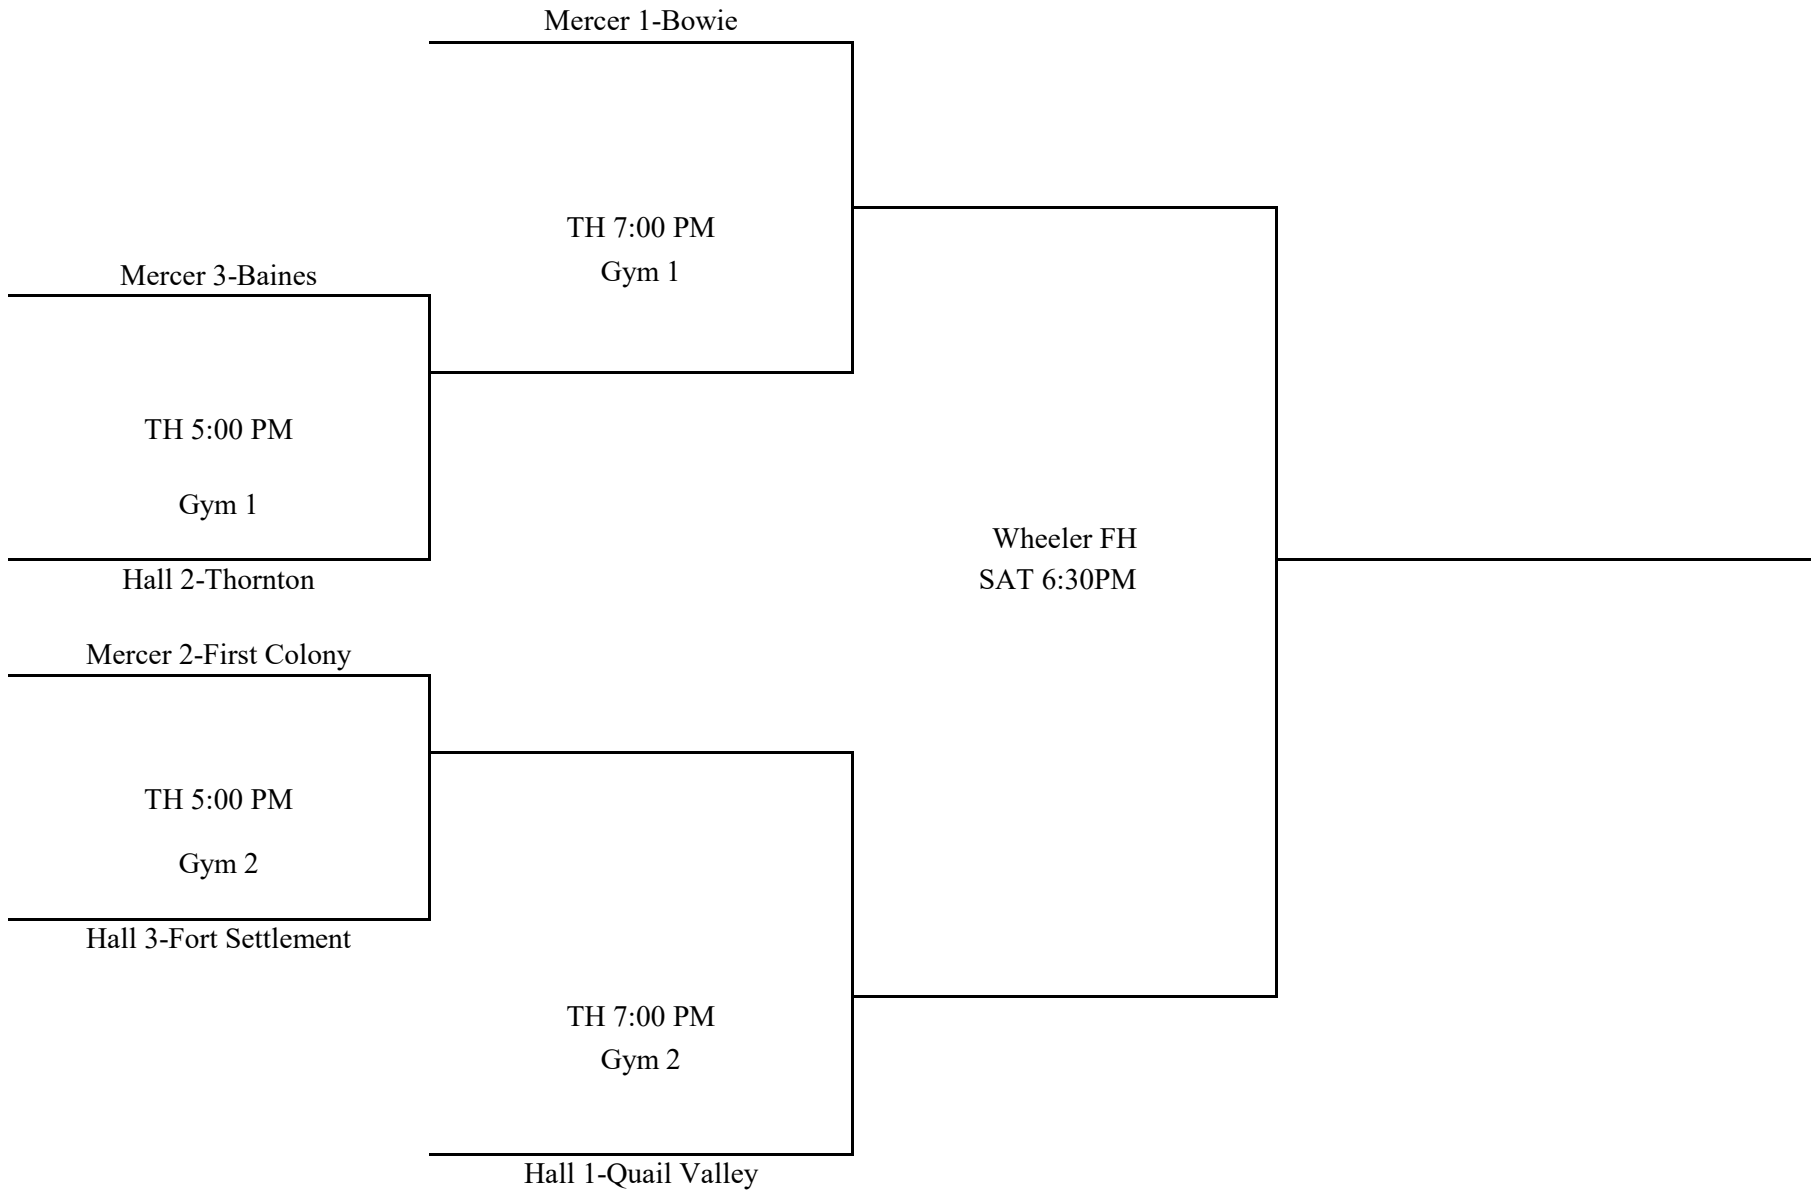 Mercer 1-Bowie
TH 7:00 PM
Gym 1
Mercer 3-Baines
TH 5:00 PM
Gym 1
Hall 2-Thornton
Wheeler FH
SAT 6:30PM
Mercer 2-First Colony
TH 5:00 PM
Gym 2
Hall 3-Fort Settlement
TH 7:00 PM
Gym 2
Hall 1-Quail Valley